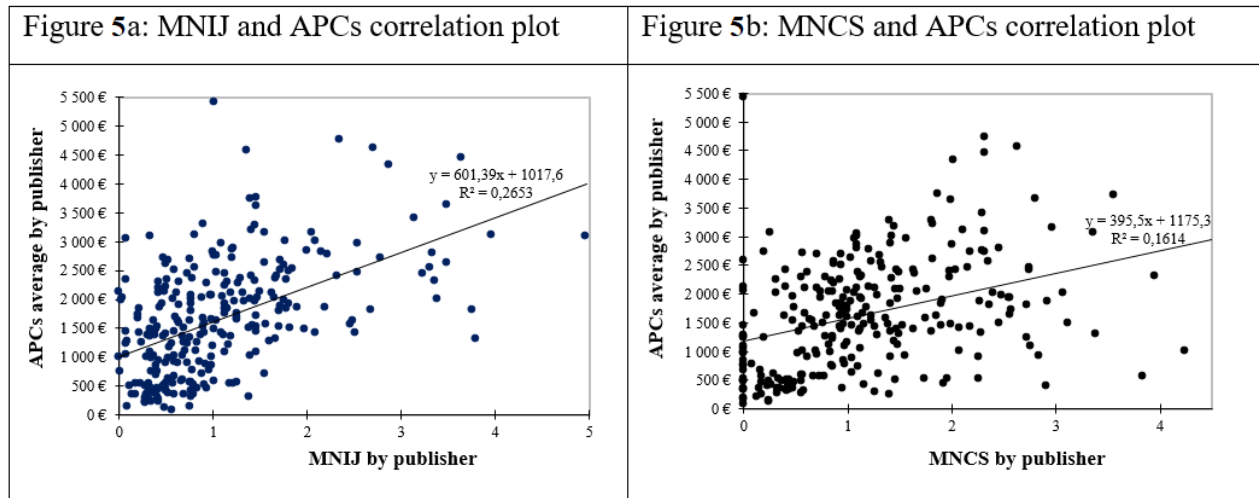 Figure 5a: MNIJ and APCs correlation plot
5 500 €
5 000 €
4 500 €
4 000 €
3 500 €
3 000 €
2 500 €
2 000 €
1 500 €
1 000 €
500 €
0 €
APCs average by publisher
y = 601,39x + 1017,6
R² = 0,2653
0 1 2 3 4 5
MNIJ by publisher
Figure 5b: MNCS and APCs correlation plot
5 500 €
5 000 €
4 500 €
4 000 €
3 500 €
3 000 €
2 500 €
2 000 €
1 500 €
1 000 €
500 €
0 €
APCs average by publisher
y = 395,5x + 1175,3
R² = 0,1614
0 1 2 3 4
MNCS by publisher